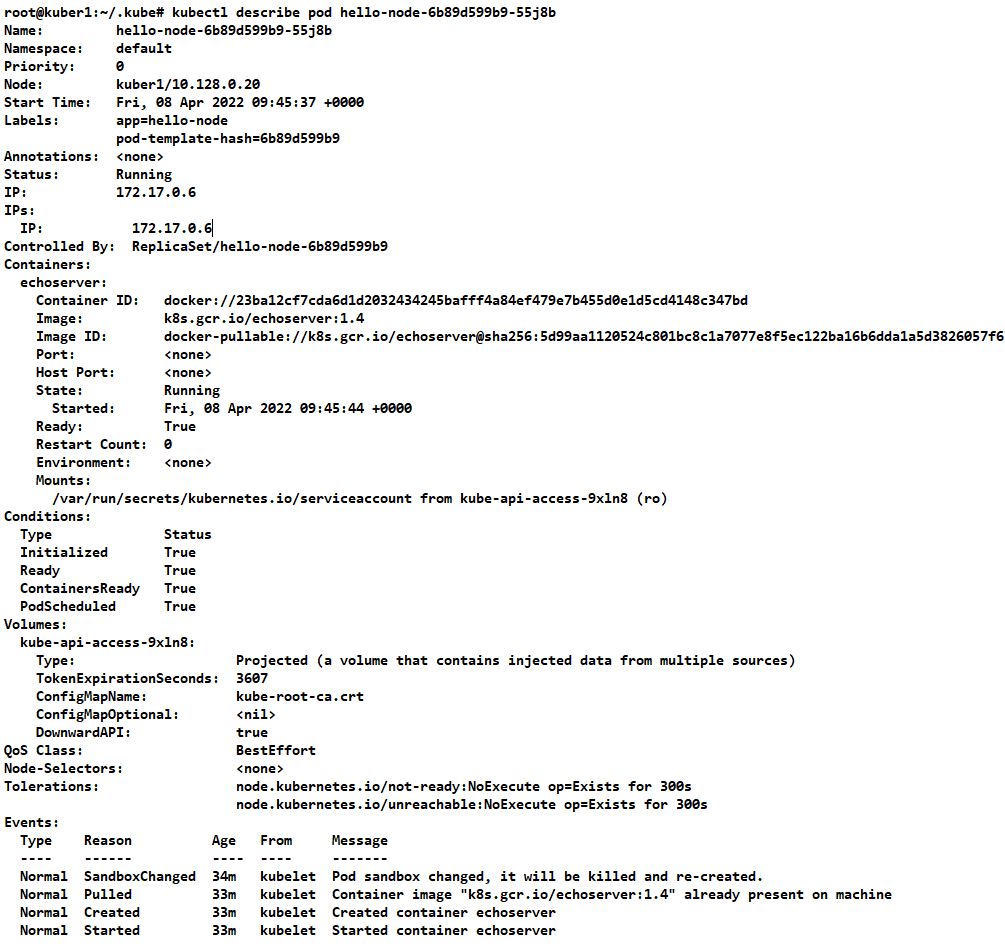 root@kuber1:~/.kube# kubectl describe pod hello-node-6b89d599b9-55j8b
Name:         hello-node-6b89d599b9-55j8b
Namespace:    default
Priority:     0
Node:         kuber1/10.128.0.20
Start Time:   Fri, 08 Apr 2022 09:45:37 +0000
Labels:       app=hello-node
              pod-template-hash=6b89d599b9
Annotations:  <none>
Status:       Running
IP:           172.17.0.6
IPs:
  IP:           172.17.0.6
Controlled By:  ReplicaSet/hello-node-6b89d599b9
Containers:
  echoserver:
    Container ID:   docker://23ba12cf7cda6d1d2032434245bafff4a84ef479e7b455d0e1d5cd4148c347bd
    Image:          k8s.gcr.io/echoserver:1.4
    Image ID:       docker-pullable://k8s.gcr.io/echoserver@sha256:5d99aa1120524c801bc8c1a7077e8f5ec122ba16b6dda1a5d3826057f6
    Port:           <none>
    Host Port:      <none>
    State:          Running
      Started:      Fri, 08 Apr 2022 09:45:44 +0000
    Ready:          True
    Restart Count:  0
    Environment:    <none>
    Mounts:
      /var/run/secrets/kubernetes.io/serviceaccount from kube-api-access-9xln8 (ro)
Conditions:
  Type              Status
  Initialized       True
  Ready             True
  ContainersReady   True
  PodScheduled      True
Volumes:
  kube-api-access-9xln8:
    Type:                    Projected (a volume that contains injected data from multiple sources)
    TokenExpirationSeconds:  3607
    ConfigMapName:           kube-root-ca.crt
    ConfigMapOptional:       <nil>
    DownwardAPI:             true
QoS Class:                   BestEffort
Node-Selectors:              <none>
Tolerations:                 node.kubernetes.io/not-ready:NoExecute op=Exists for 300s
                             node.kubernetes.io/unreachable:NoExecute op=Exists for 300s
Events:
  Type    Reason          Age   From     Message
  ----    ------          ----  ----     -------
  Normal  SandboxChanged  34m   kubelet  Pod sandbox changed, it will be killed and re-created.
  Normal  Pulled          33m   kubelet  Container image "k8s.gcr.io/echoserver:1.4" already present on machine
  Normal  Created         33m   kubelet  Created container echoserver
  Normal  Started         33m   kubelet  Started container echoserver